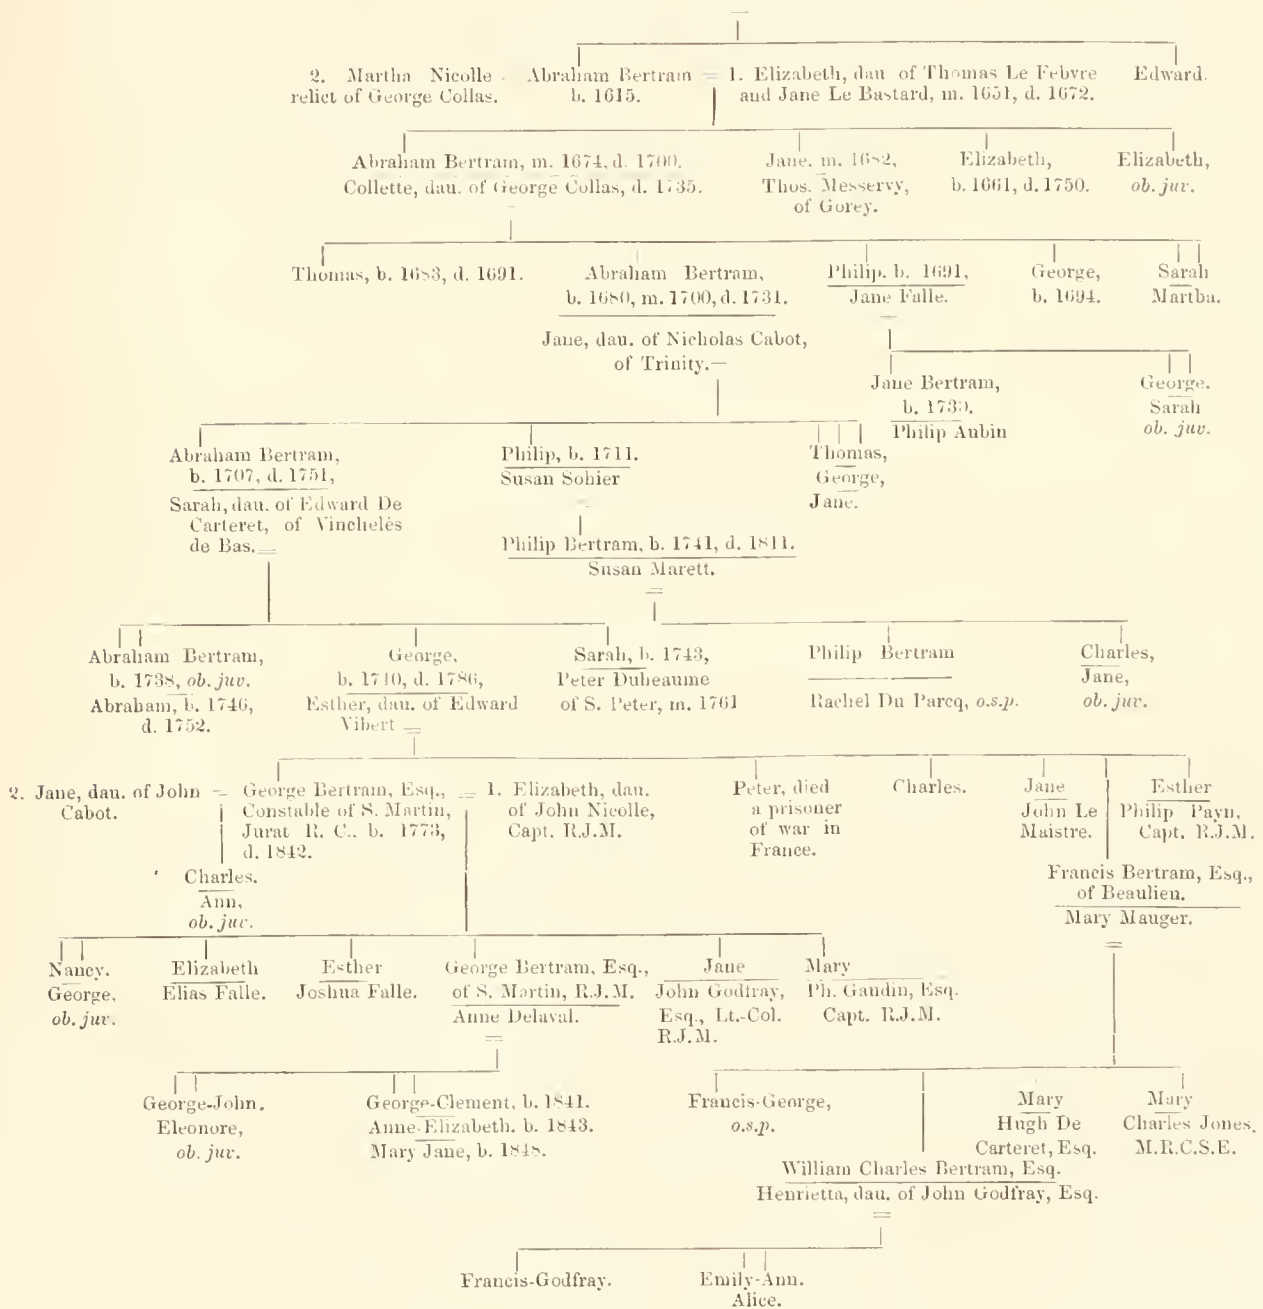 2. Martha Nicolle
relict of George Collas.
Abraham Bertram =
b. 1615.
1. Elizabeth, dau of Thomas Le Febvre
and Jane Le Bastard, m. 1651, d. 1672.
Edward.
Abraham Bertram, m. 1674, d. 1700.
Collette, dau. of George Collas, d. 1735.
Jane. m. 1682,
Thos. Messervy,
of Gorey.
Elizabeth,
b. 1661, d. 1750.
Elizabeth,
ob. juv.
Thomas, b. 1683, d. 1691.
Abraham Bertram,
b. 1680, m. 1700, d. 1731.
Jane, dau. of Nicholas Cabot,
of Trinity.—
Philip. b. 1691,
Jane Falle.
George,
b. 1694.
Sarah
Martha.
Jane Bertram,
b.
Philip Aubin
George.
Sarah
ob. juv.
Abraham Bertram,
b. 1707, d. 1751,
Sarah, dau. of Edward De
Carteret, of Vinchelès
de Bas. =
Philip, b. 1711.
Susan Sohier
Thomas,
George,
Jane.
Philip Bertram, b. 1741, d. 1811.
Susan Marett.
=
Abraham Bertram,
b. 1738, ob. juv.
Abraham, b. 1746,
d. 1752.
George,
b. 1740, d. 1786,
Esther, dau. of Edward
Vibert =
Sarah, b. 1743,
Peter Duheaume
of S. Peter, m. 1761
Philip Bertram
Rachel Du Parcq, o.s.p.
Charles,
Jane,
ob. juv.
2. Jane, dau. of John =
Cabot.
George Bertram, Esq., =
Constable of S. Martin,
Jurat R. C.. b. 1773,
d. 1842.
1. Elizabeth, dau.
of John Nicolle,
Capt. R.J.M.
Peter, died
a prisoner
of war in
France.
Charles.
Jane
John Le
Maistre.
Esther
Philip Payn,
Capt. R.J.M.
Charles.
Ann,
ob. juv.
Francis Bertram, Esq.,
of Beaulieu.
Mary Mauger.
=
Nancy.
George,
ob. juv.
Elizabeth
Elias Falle.
Esther
Joshua Falle.
George Bertram, Esq.,
of S. Martin, R.J.M.
Anne Delaval.
=
Jane
John Godfray,
Esq., Lt.-Col.
R.J.M.
Mary
Ph. Gaudin, Esq.
Capt. R.J.M.
George-John.
Eleonore,
ob. juv.
George-Clement, b. 1841.
Anne-Elizabeth. b. 1843.
Mary Jane, b. 1848.
Francis-George,
o.s.p.
Mary
Hugh De
Carteret, Esq.
Mary
Charles Jones,
M.R.C.S.E.
William Charles Bertram, Esq.
Henrietta, dau. of John Godfray, Esq.
=
Francis-Godfray.
Emily-Ann.
Alice.